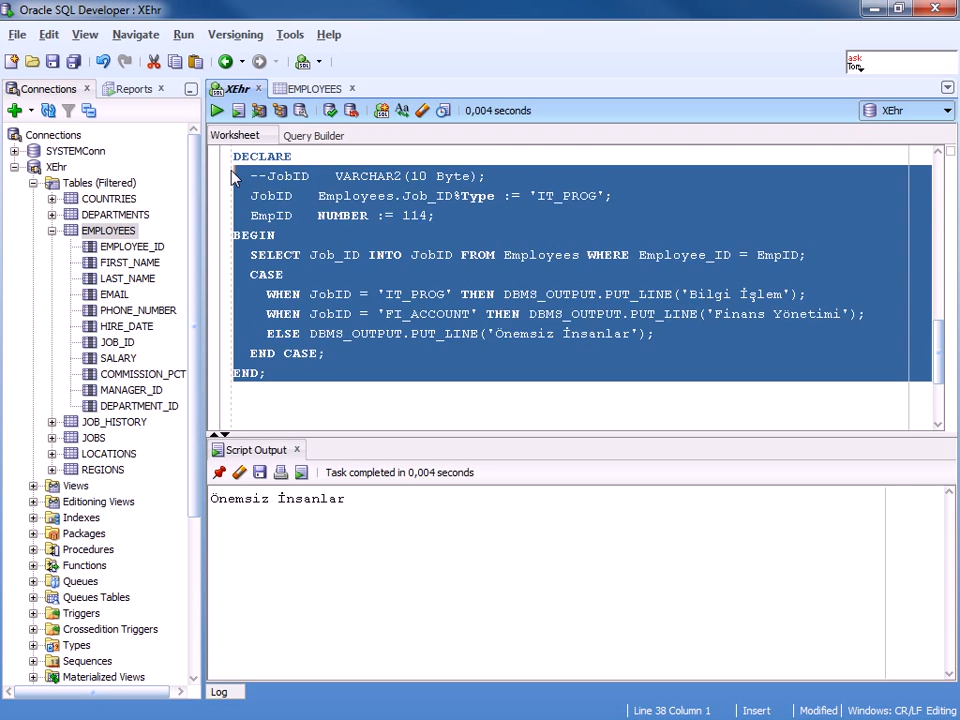 Oracle SQL Developer : XEhr
File Edit View Navigate Run Versioning Tools Help
ask
Tom
Connections Reports XEhr EMPLOYEES
0,004 seconds XEhr
Worksheet Query Builder
Connections
SYSTEMConn
XEhr
Tables (Filtered)
COUNTRIES
DEPARTMENTS
EMPLOYEES
EMPLOYEE_ID
FIRST_NAME
LAST_NAME
EMAIL
PHONE_NUMBER
HIRE_DATE
JOB_ID
SALARY
COMMISSION_PCT
MANAGER_ID
DEPARTMENT_ID
JOB_HISTORY
JOBS
LOCATIONS
REGIONS
Views
Editioning Views
Indexes
Packages
Procedures
Functions
Queues
Queues Tables
Triggers
Crossedition Triggers
Types
Sequences
Materialized Views
DECLARE
--JobID VARCHAR2(10 Byte);
JobID Employees.Job_ID%Type := 'IT_PROG';
EmpID NUMBER := 114;
BEGIN
SELECT Job_ID INTO JobID FROM Employees WHERE Employee_ID = EmpID;
CASE
WHEN JobID = 'IT_PROG' THEN DBMS_OUTPUT.PUT_LINE('Bilgi İşlem');
WHEN JobID = 'FI_ACCOUNT' THEN DBMS_OUTPUT.PUT_LINE('Finans Yönetimi');
ELSE DBMS_OUTPUT.PUT_LINE('Önemsiz İnsanlar');
END CASE;
END;
Script Output
Task completed in 0,004 seconds
Önemsiz İnsanlar
Log
Line 38 Column 1 Insert Modified Windows: CR/LF Editing